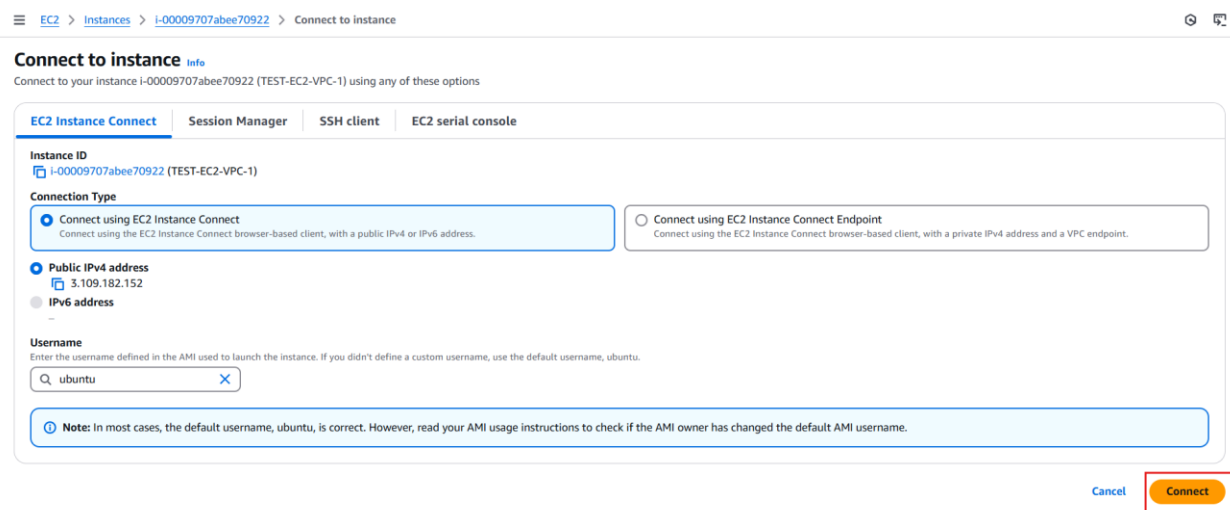 EC2 > Instances > i-00009707abee70922 > Connect to instance
Connect to instance Info
Connect to your instance i-00009707abee70922 (TEST-EC2-VPC-1) using any of these options
EC2 Instance Connect Session Manager SSH client EC2 serial console
Instance ID
i-00009707abee70922 (TEST-EC2-VPC-1)
Connection Type
Connect using EC2 Instance Connect
Connect using the EC2 Instance Connect browser-based client, with a public IPv4 or IPv6 address.
Connect using EC2 Instance Connect Endpoint
Connect using the EC2 Instance Connect browser-based client, with a private IPv4 address and a VPC endpoint.
Public IPv4 address
3.109.182.152
IPv6 address
–
Username
Enter the username defined in the AMI used to launch the instance. If you didn't define a custom username, use the default username, ubuntu.
ubuntu
Note: In most cases, the default username, ubuntu, is correct. However, read your AMI usage instructions to check if the AMI owner has changed the default AMI username.
Cancel Connect